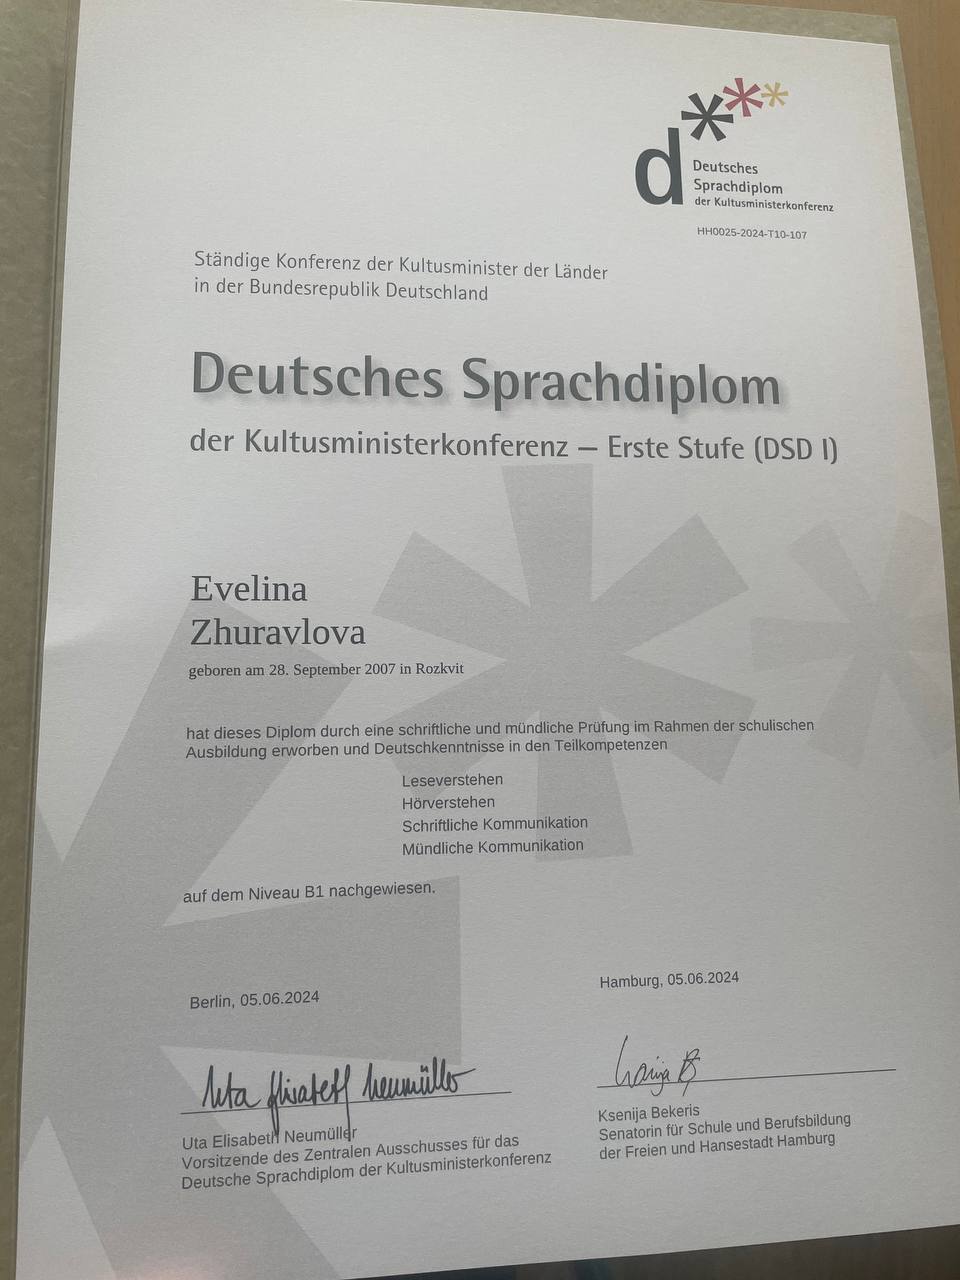 d***
Deutsches
Sprachdiplom
der Kultusministerkonferenz
HH0025-2024-T10-107
Ständige Konferenz der Kultusminister der Länder
in der Bundesrepublik Deutschland
Deutsches Sprachdiplom
der Kultusministerkonferenz – Erste Stufe (DSD I)
Evelina
Zhuravlova
geboren am 28. September 2007 in Rozkvit
hat dieses Diplom durch eine schriftliche und mündliche Prüfung im Rahmen der schulischen
Ausbildung erworben und Deutschkenntnisse in den Teilkompetenzen
Leseverstehen
Hörverstehen
Schriftliche Kommunikation
Mündliche Kommunikation
auf dem Niveau B1 nachgewiesen.
Berlin, 05.06.2024
Uta Elisabeth Neumüller
Uta Elisabeth Neumüller
Vorsitzende des Zentralen Ausschusses für das
Deutsche Sprachdiplom der Kultusministerkonferenz
Hamburg, 05.06.2024
Ksenija Bekeris
Senatorin für Schule und Berufsbildung
der Freien und Hansestadt Hamburg